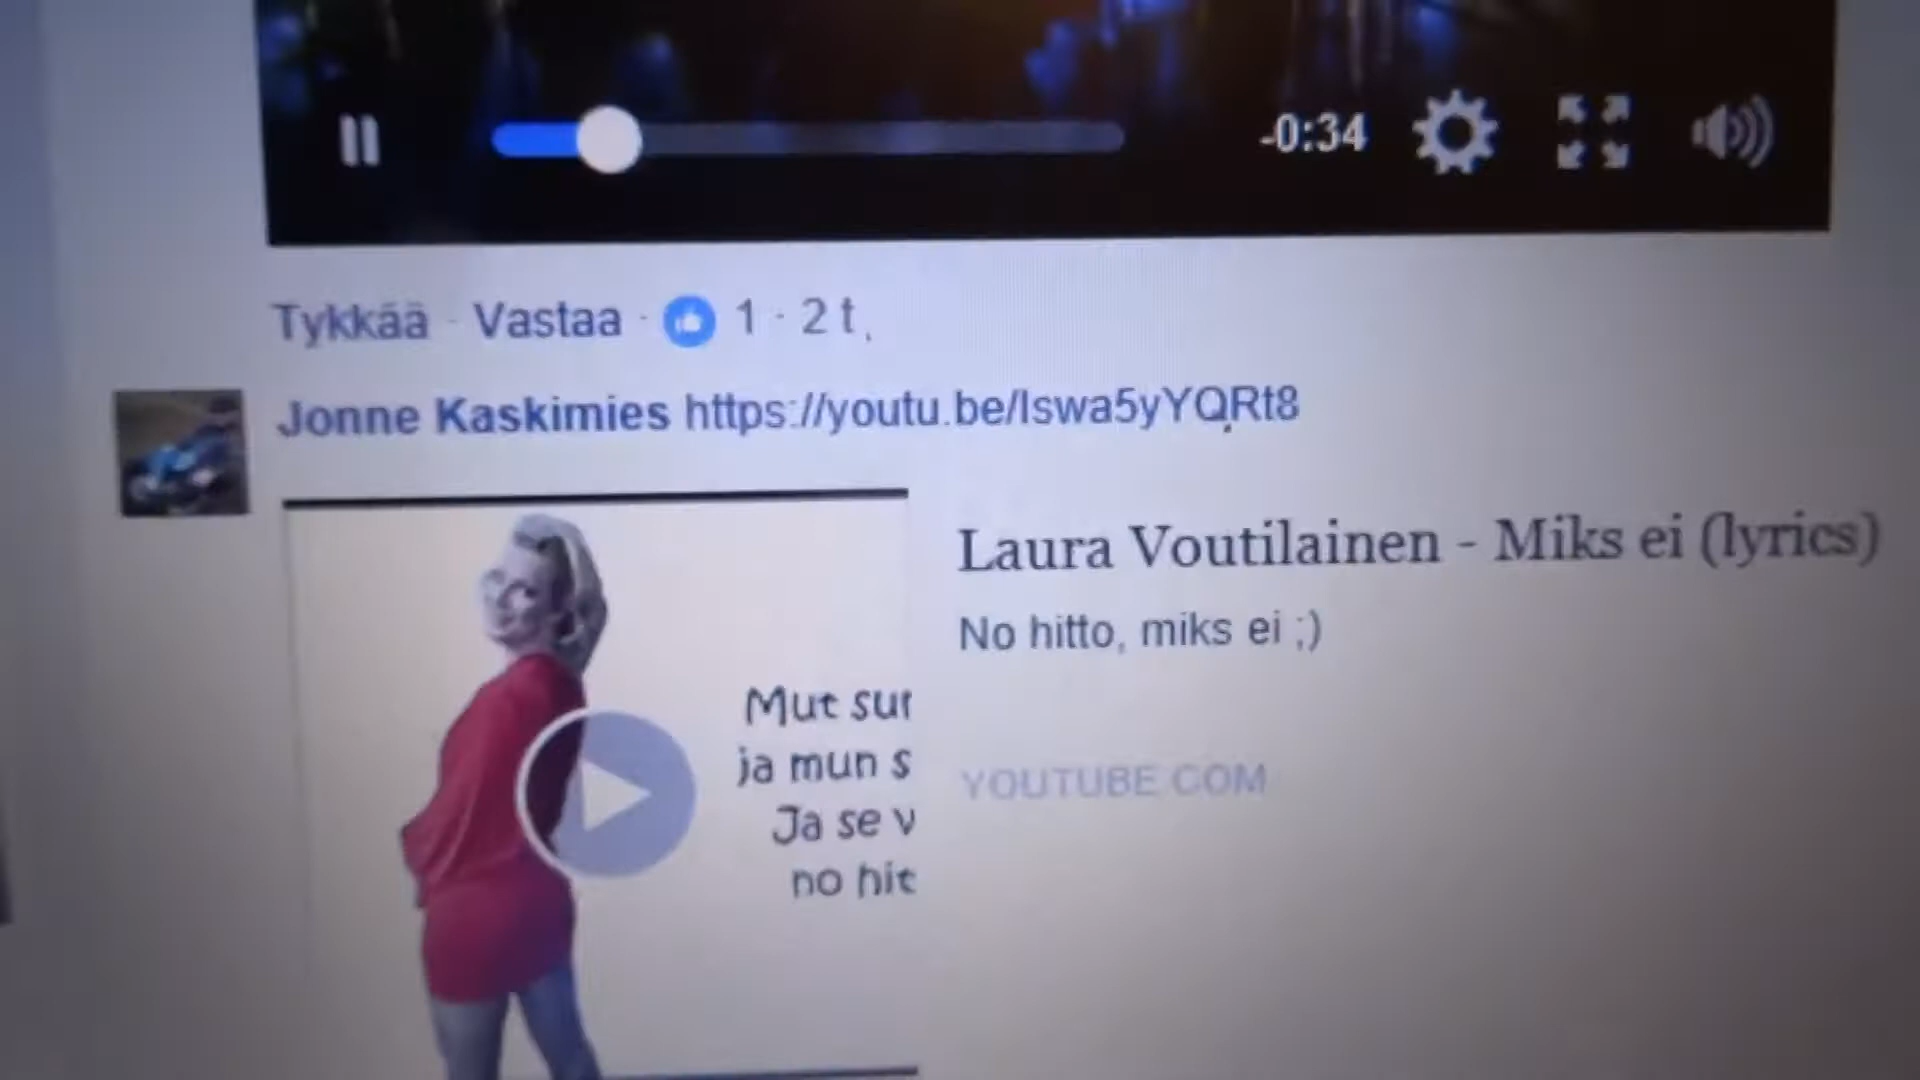 -0:34
Tykkää · Vastaa · 1 · 2 t
Jonne Kaskimies https://youtu.be/Iswa5yYQRt8
Laura Voutilainen - Miks ei (lyrics)
No hitto, miks ei ;)
YOUTUBE.COM
Mut sur
ja mun s
Ja se v
no hit